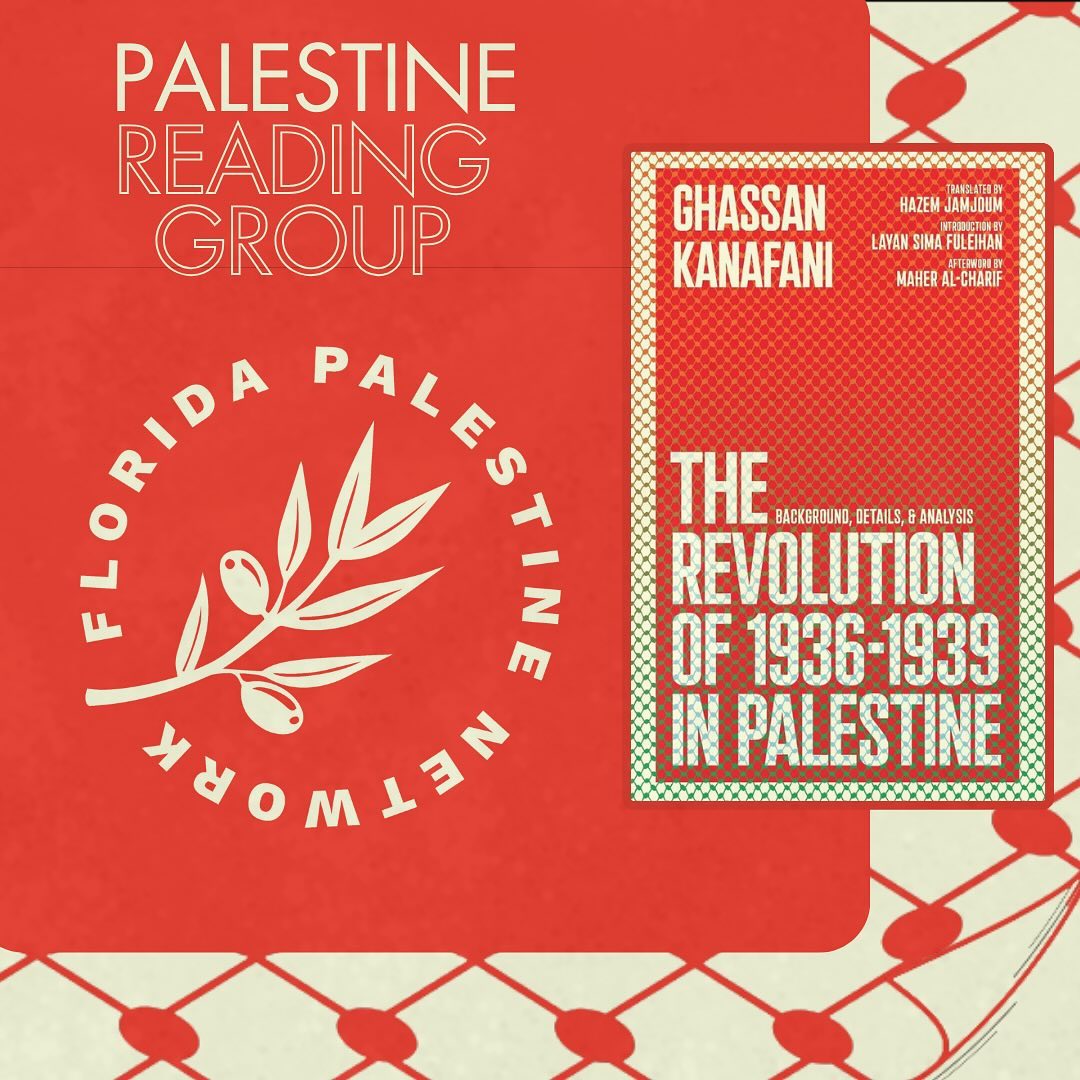 PALESTINE
READING
GROUP
FLORIDA PALESTINE NETWORK
GHASSAN
KANAFANI
TRANSLATED BY
HAZEM JAMJOUM
INTRODUCTION BY
LAYAN SIMA FULEIHAN
AFTERWORD BY
MAHER AL-CHARIF
THE
BACKGROUND, DETAILS, & ANALYSIS
REVOLUTION
OF 1936-1939
IN PALESTINE